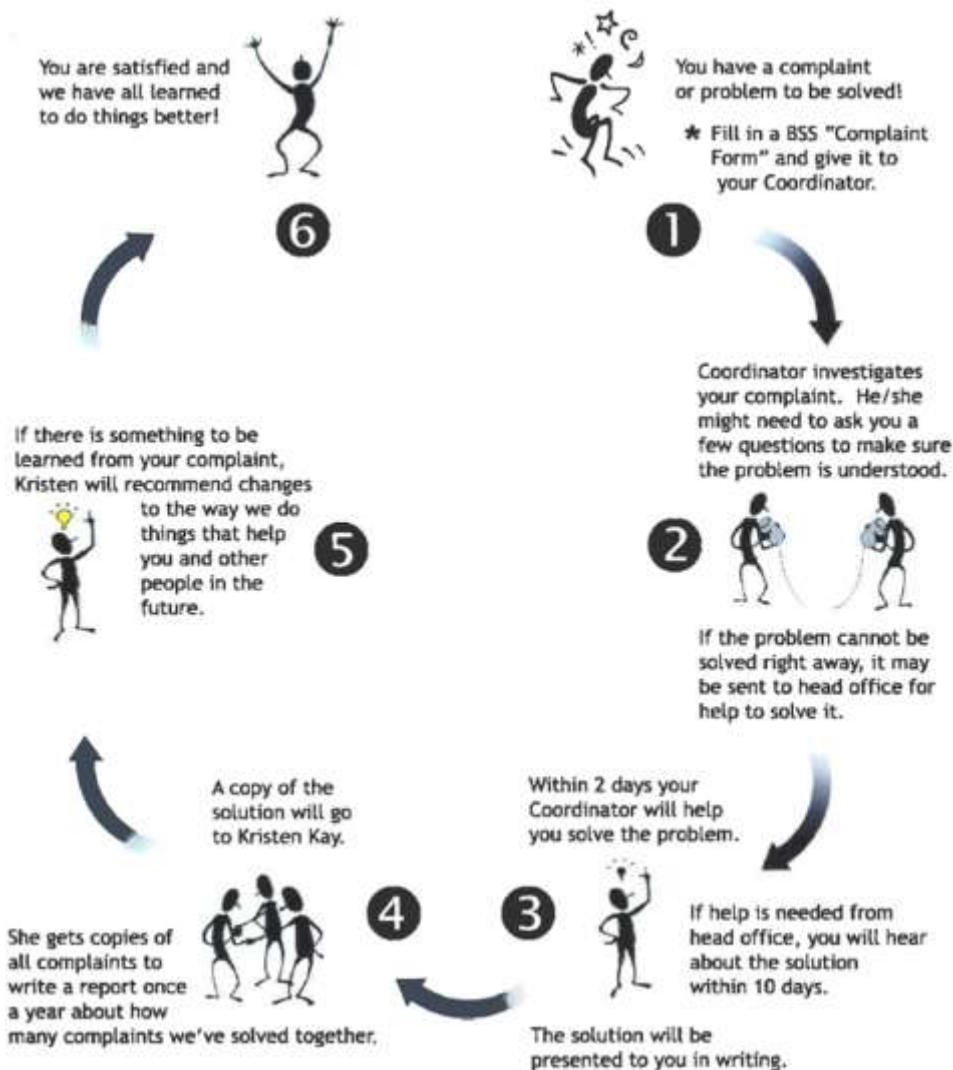 You have a complaint
or problem to be solved!
* Fill in a BSS "Complaint
Form" and give it to
your Coordinator.
1
Coordinator investigates
your complaint. He/she
might need to ask you a
few questions to make sure
the problem is understood.
2
If the problem cannot be
solved right away, it may
be sent to head office for
help to solve it.
Within 2 days your
Coordinator will help
you solve the problem.
3
If help is needed from
head office, you will hear
about the solution
within 10 days.
The solution will be
presented to you in writing.
A copy of the
solution will go
to Kristen Kay.
4
She gets copies of
all complaints to
write a report once
a year about how
many complaints we've solved together.
If there is something to be
learned from your complaint,
Kristen will recommend changes
to the way we do
things that help
you and other
people in the
future.
5
You are satisfied and
we have all learned
to do things better!
6